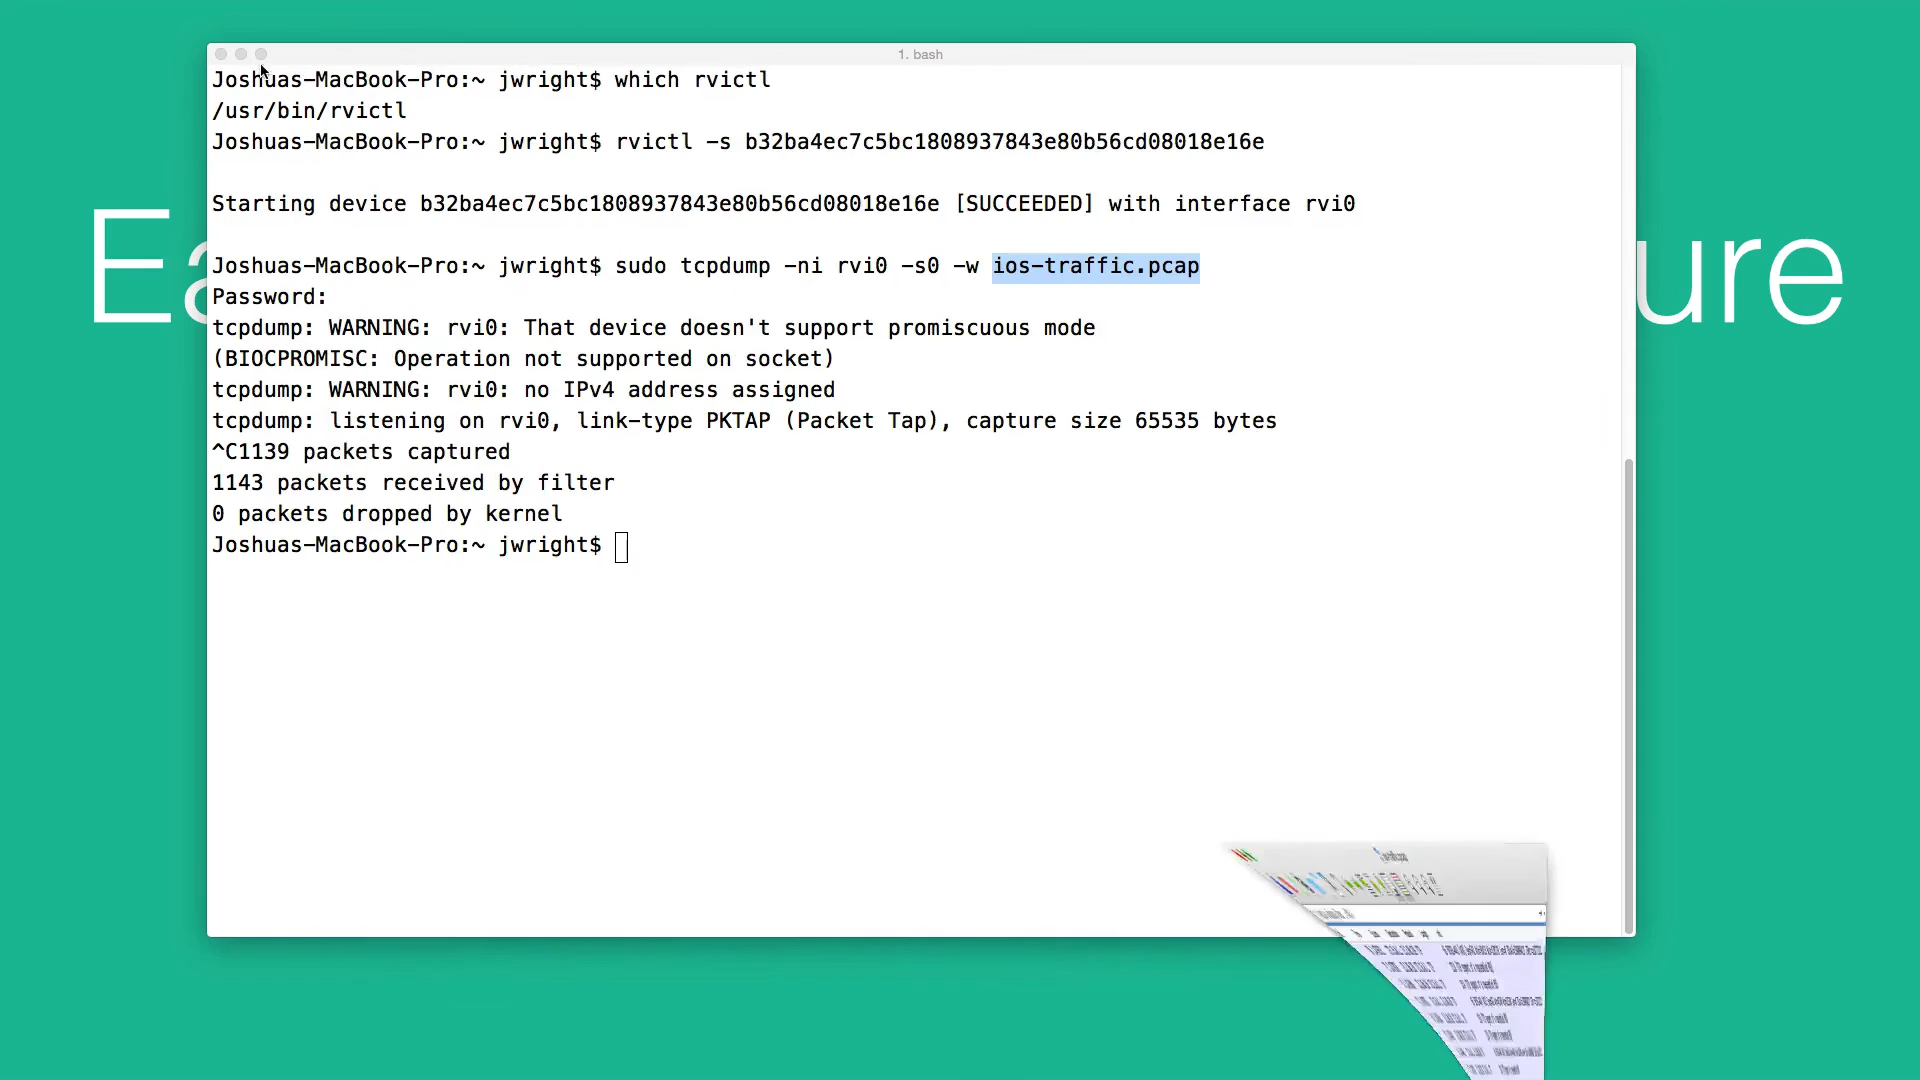 1. bash
Joshuas-MacBook-Pro:~ jwright$ which rvictl
/usr/bin/rvictl
Joshuas-MacBook-Pro:~ jwright$ rvictl -s b32ba4ec7c5bc1808937843e80b56cd08018e16e
Starting device b32ba4ec7c5bc1808937843e80b56cd08018e16e [SUCCEEDED] with interface rvi0
Ea
ure
Joshuas-MacBook-Pro:~ jwright$ sudo tcpdump -ni rvi0 -s0 -w ios-traffic.pcap
Password:
tcpdump: WARNING: rvi0: That device doesn't support promiscuous mode
(BIOCPROMISC: Operation not supported on socket)
tcpdump: WARNING: rvi0: no IPv4 address assigned
tcpdump: listening on rvi0, link-type PKTAP (Packet Tap), capture size 65535 bytes
^C1139 packets captured
1143 packets received by filter
0 packets dropped by kernel
Joshuas-MacBook-Pro:~ jwright$